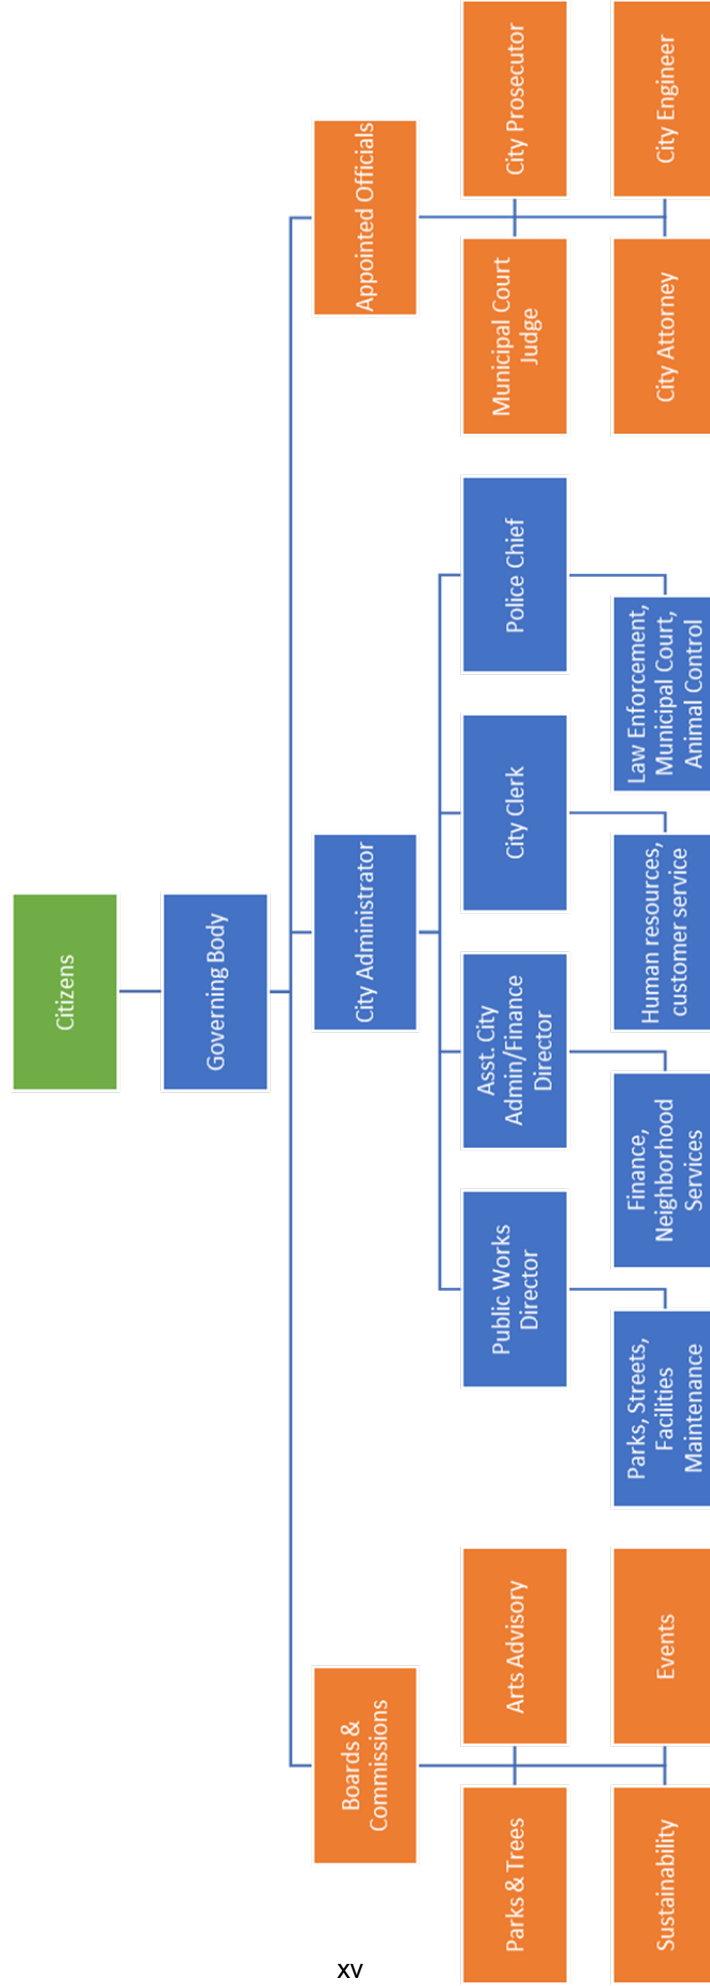 Citizens
Governing Body
Boards &
Commissions
City Administrator
Appointed Officials
Parks & Trees
Arts Advisory
Public Works
Director
Asst. City
Admin/Finance
Director
City Clerk
Police Chief
Municipal Court
Judge
City Prosecutor
Sustainability
Events
Parks, Streets,
Facilities
Maintenance
Finance,
Neighborhood
Services
Human resources,
customer service
Law Enforcement,
Municipal Court,
Animal Control
City Attorney
City Engineer
xv